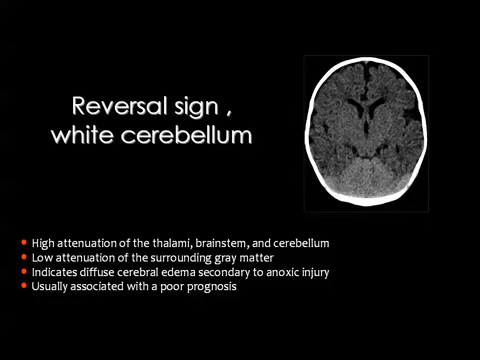 Reversal sign ,
white cerebellum
• High attenuation of the thalami, brainstem, and cerebellum
• Low attenuation of the surrounding gray matter
• Indicates diffuse cerebral edema secondary to anoxic injury
• Usually associated with a poor prognosis